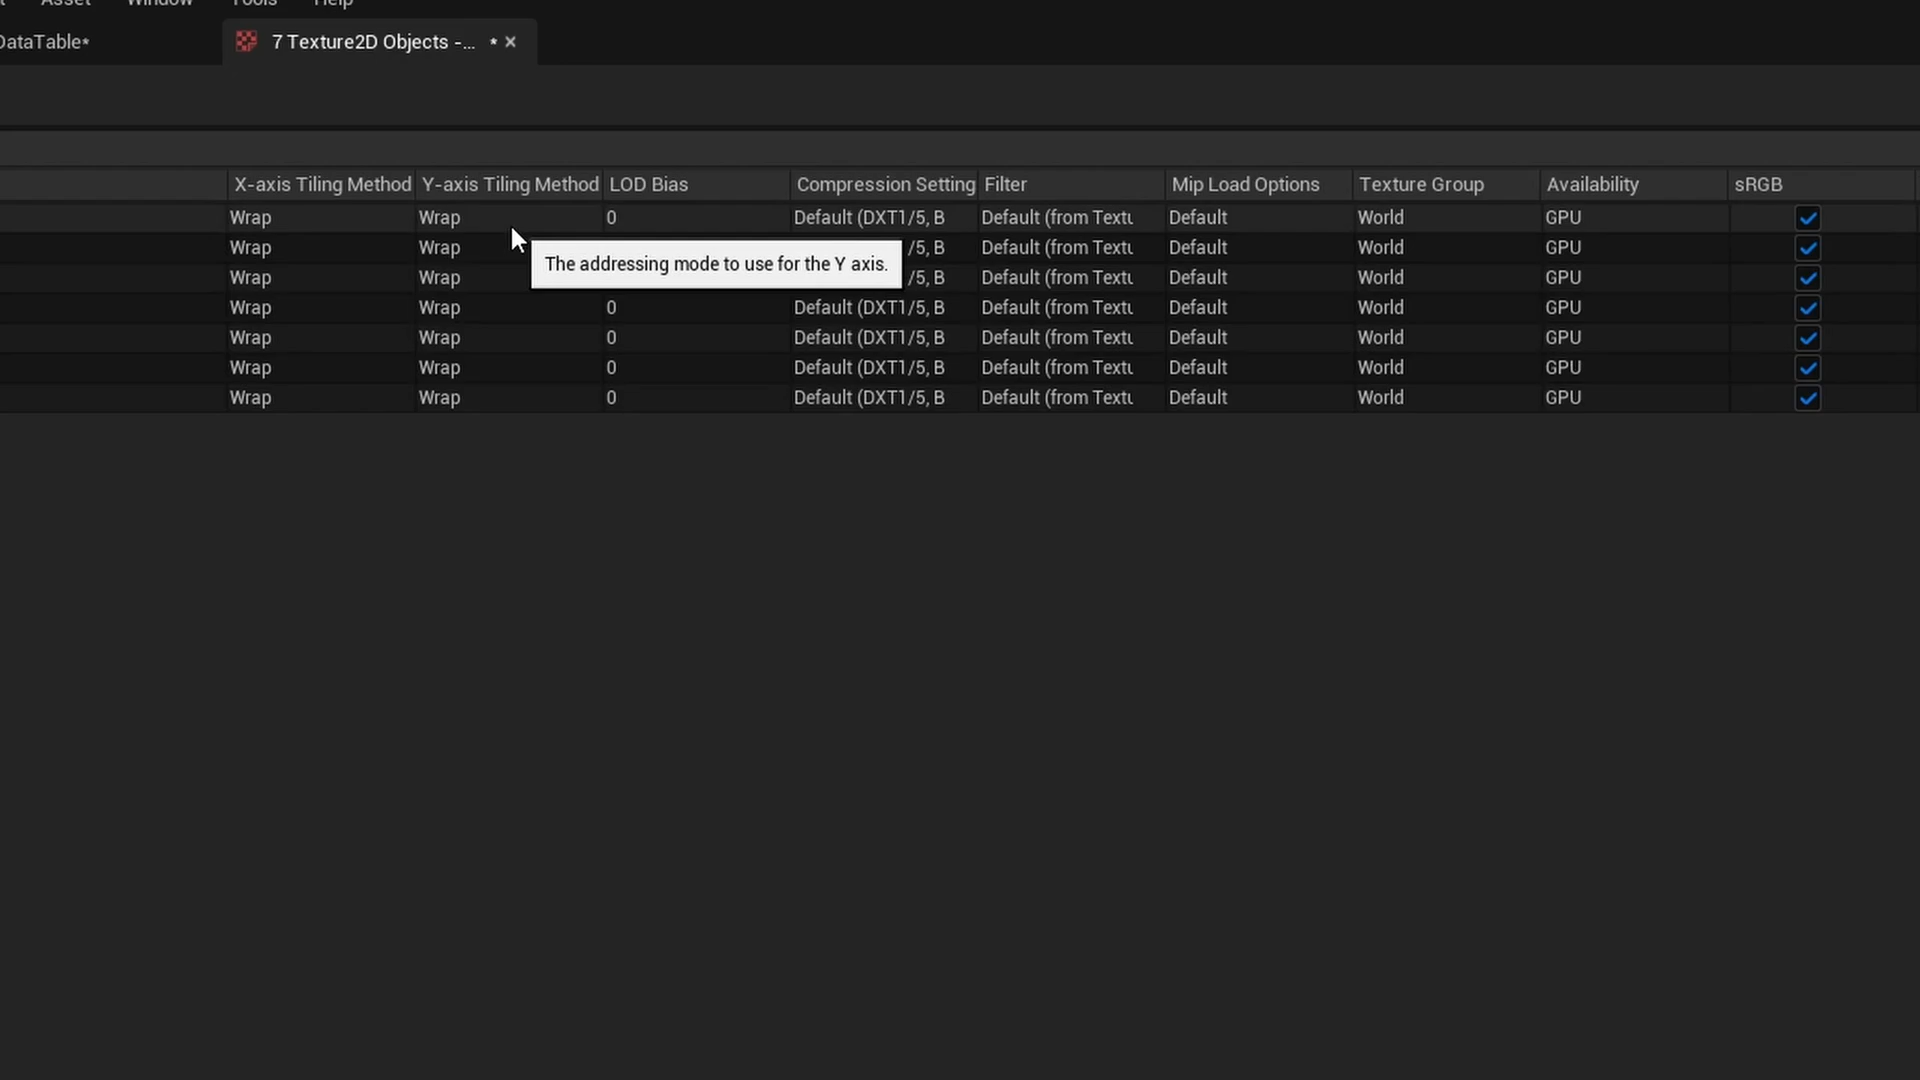 Asset Window Tools Help
DataTable* 7 Texture2D Objects -... * ×
X-axis Tiling Method Y-axis Tiling Method LOD Bias Compression Setting Filter Mip Load Options Texture Group Availability sRGB
Wrap Wrap 0 Default (DXT1/5, B Default (from Textu Default World GPU
Wrap Wrap /5, B Default (from Textu Default World GPU
The addressing mode to use for the Y axis.
Wrap Wrap /5, B Default (from Textu Default World GPU
Wrap Wrap 0 Default (DXT1/5, B Default (from Textu Default World GPU
Wrap Wrap 0 Default (DXT1/5, B Default (from Textu Default World GPU
Wrap Wrap 0 Default (DXT1/5, B Default (from Textu Default World GPU
Wrap Wrap 0 Default (DXT1/5, B Default (from Textu Default World GPU